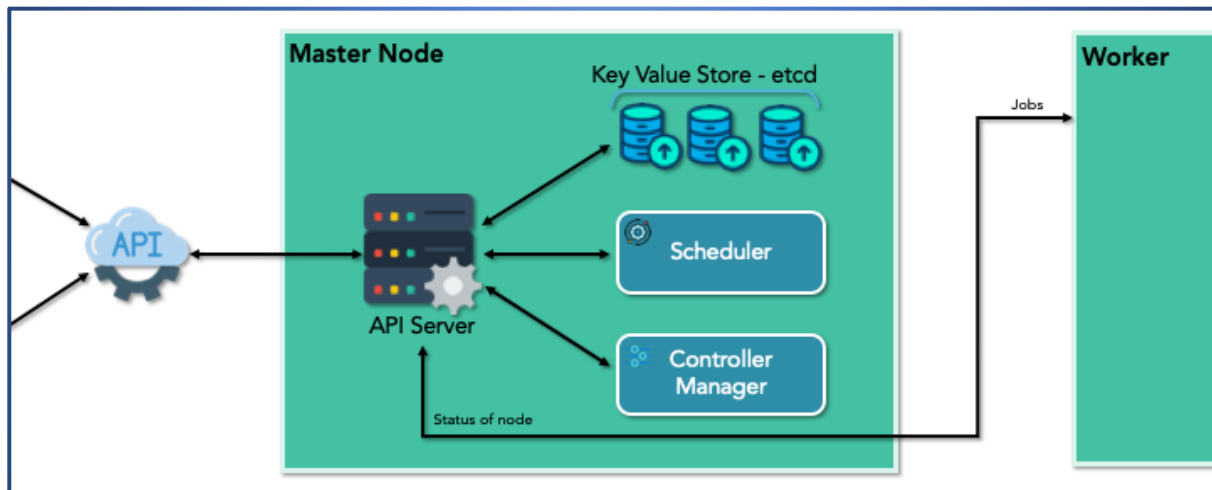 Master Node
Key Value Store - etcd
Worker
Jobs
API
Scheduler
API Server
Controller
Manager
Status of node